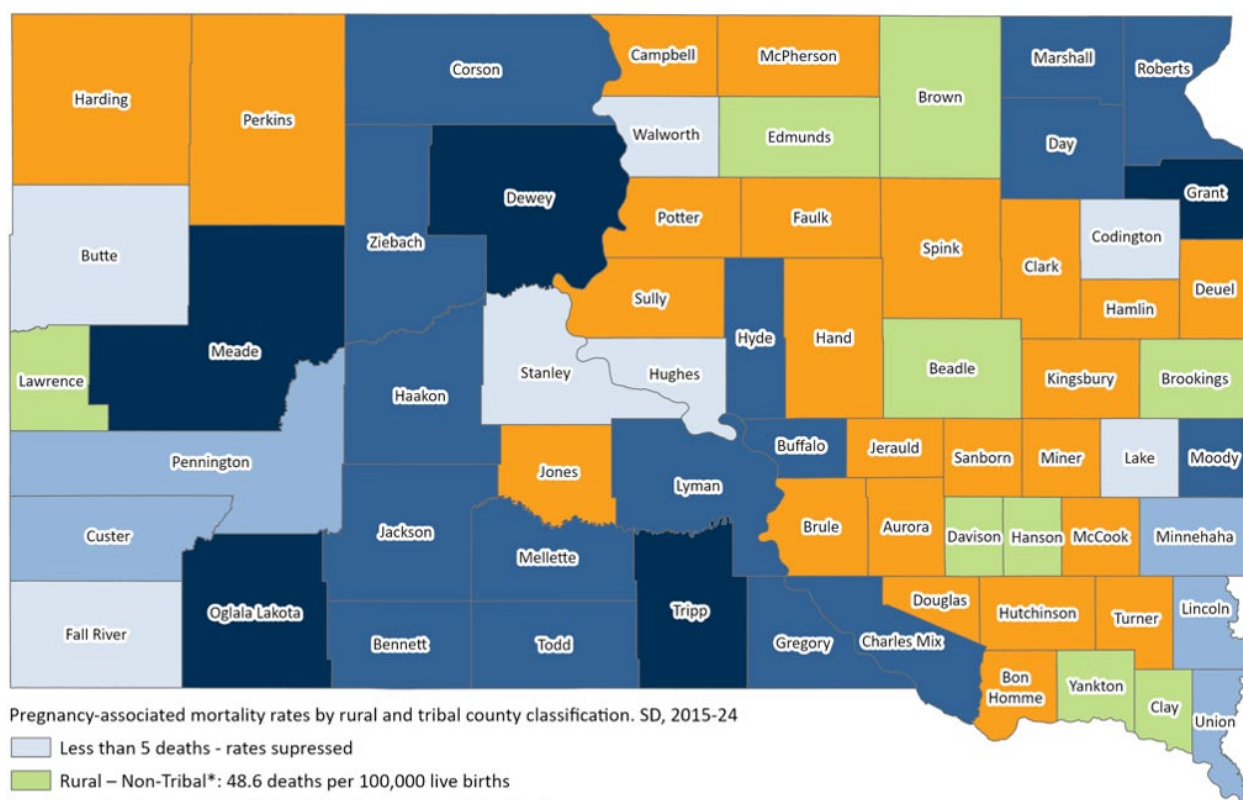 Harding
Perkins
Corson
Campbell
McPherson
Brown
Marshall
Roberts
Walworth
Edmunds
Day
Dewey
Grant
Butte
Ziebach
Potter
Faulk
Spink
Clark
Codington
Deuel
Sully
Hamlin
Meade
Hyde
Hand
Lawrence
Haakon
Stanley
Hughes
Beadle
Kingsbury
Brookings
Pennington
Buffalo
Jerauld
Sanborn
Miner
Lake
Moody
Jones
Lyman
Custer
Jackson
Mellette
Brule
Aurora
Davison
Hanson
McCook
Minnehaha
Oglala Lakota
Tripp
Douglas
Hutchinson
Turner
Lincoln
Fall River
Bennett
Todd
Gregory
Charles Mix
Bon
Homme
Yankton
Clay
Union
Pregnancy-associated mortality rates by rural and tribal county classification. SD, 2015-24
Less than 5 deaths - rates supressed
Rural – Non-Tribal*: 48.6 deaths per 100,000 live births